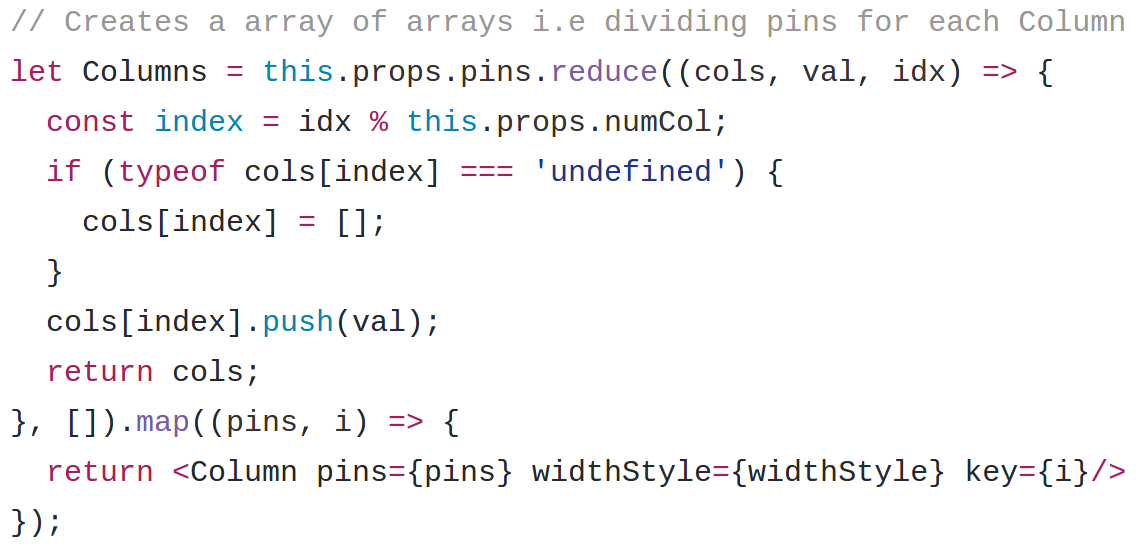 // Creates a array of arrays i.e dividing pins for each Column
let Columns = this.props.pins.reduce((cols, val, idx) => {
  const index = idx % this.props.numCol;
  if (typeof cols[index] === 'undefined') {
    cols[index] = [];
  }
  cols[index].push(val);
  return cols;
}, []).map((pins, i) => {
  return <Column pins={pins} widthStyle={widthStyle} key={i}/>
});